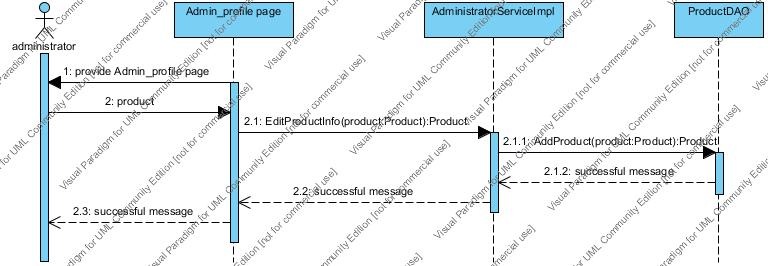 Admin_profile page
AdministratorServiceImpl
ProductDAO
administrator
1: provide Admin_profile page
2: product
2.1: EditProductInfo(product:Product):Product
2.1.1: AddProduct(product:Product):Product
2.1.2: successful message
2.2: successful message
2.3: successful message
Visual Paradigm for UML Community Edition [not for commercial use]